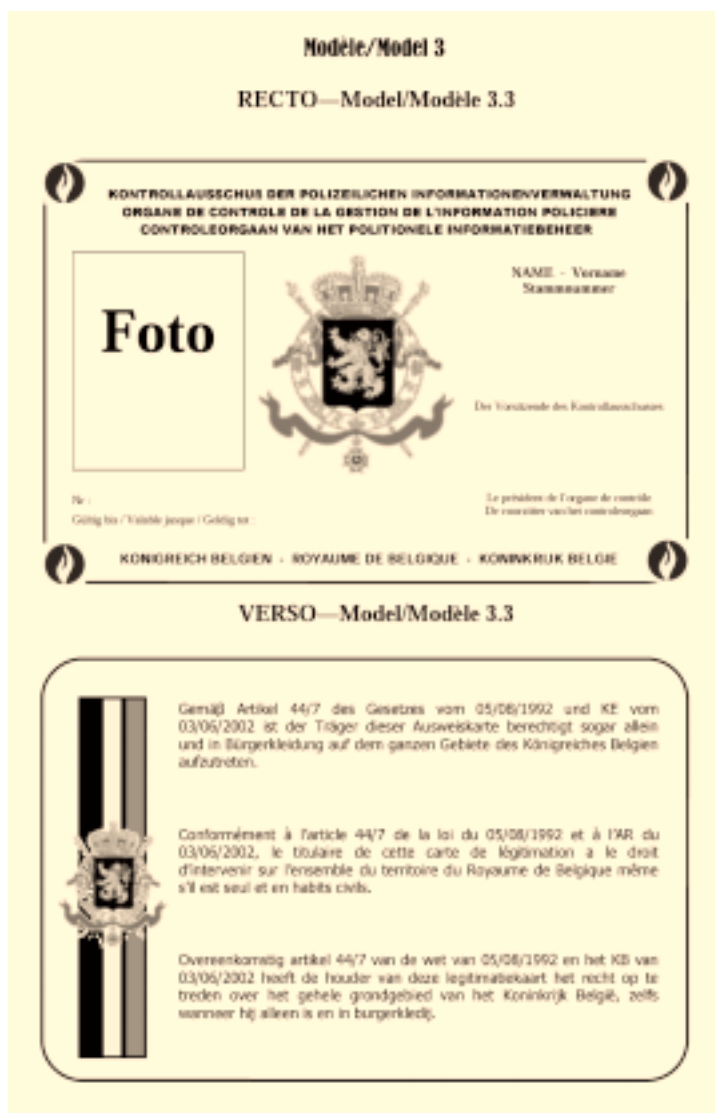 Modèle/Model 3
RECTO—Model/Modèle 3.3
KONTROLLAUSSCHUS DER POLIZEILICHEN INFORMATIONENVERWALTUNG
ORGANE DE CONTROLE DE LA GESTION DE L'INFORMATION POLICIERE
CONTROLEORGAAN VAN HET POLITIONELE INFORMATIEBEHEER
NAME - Vorname
Stammnummer
Foto
Der Vorsitzende des Kontrollausschusses
Nr :
Gültig bis / Valable jusque / Geldig tot :
Le président de l'organe de contrôle
De voorzitter van het controleorgaan
KONIGREICH BELGIEN - ROYAUME DE BELGIQUE - KONINKRIJK BELGIE
VERSO—Model/Modèle 3.3
Gemäβ Artikel 44/7 des Gesetzes vom 05/08/1992 und KE vom
03/06/2002 ist der Träger dieser Ausweiskarte berechtigt sogar allein
und in Bürgerkleidung auf dem ganzen Gebiete des Königreiches Belgien
aufzutreten.
Conformément à l'article 44/7 de la loi du 05/08/1992 et à l'AR du
03/06/2002, le titulaire de cette carte de légitimation a le droit
d'intervenir sur l'ensemble du territoire du Royaume de Belgique même
s'il est seul et en habits civils.
Overeenkomstig artikel 44/7 van de wet van 05/08/1992 en het KB van
03/06/2002 heeft de houder van deze legitimatiekaart het recht op te
treden over het gehele grondgebied van het Koninkrijk België, zelfs
wanneer hij alleen is en in burgerkledij.